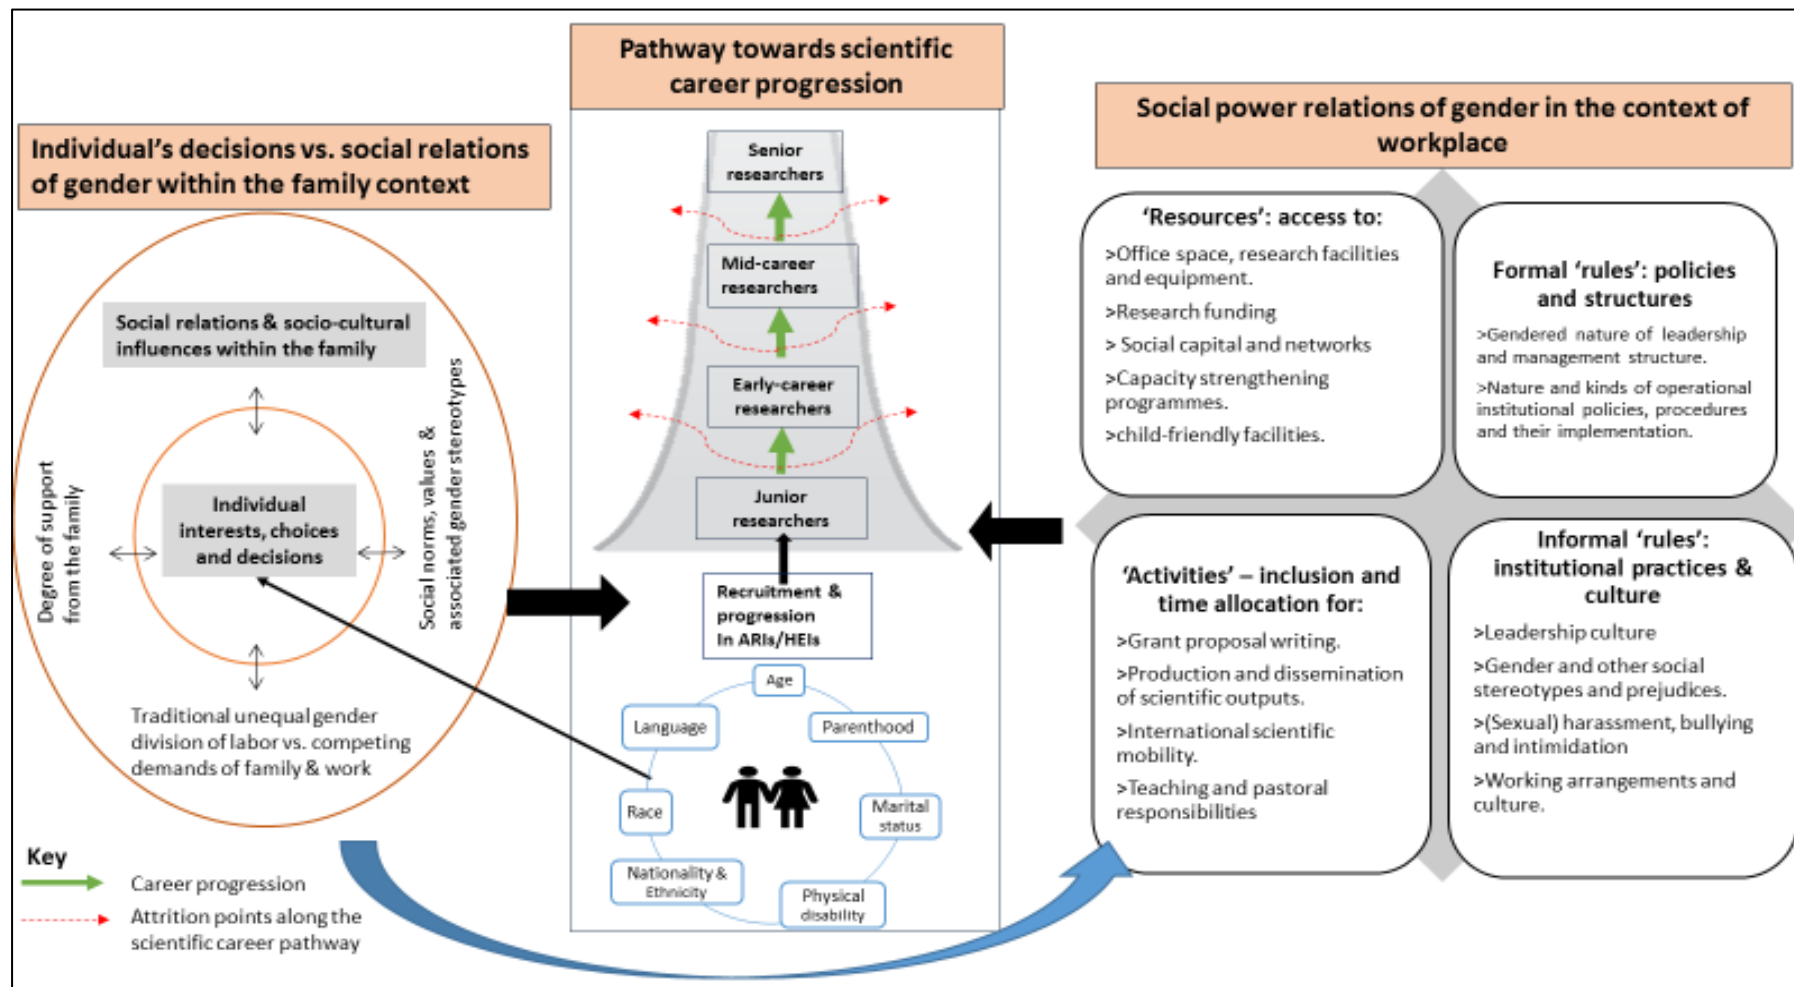 Individual's decisions vs. social relations
of gender within the family context
Social relations & socio-cultural
influences within the family
Degree of support
from the family
Individual
interests, choices
and decisions
Social norms, values &
associated gender stereotypes
Traditional unequal gender
division of labor vs. competing
demands of family & work
Key
Career progression
Attrition points along the
scientific career pathway
Pathway towards scientific
career progression
Senior
researchers
Mid-career
researchers
Early-career
researchers
Junior
researchers
Recruitment &
progression
In ARIs/HEIs
Age
Language
Parenthood
Race
Marital
status
Nationality &
Ethnicity
Physical
disability
Social power relations of gender in the context of
workplace
'Resources': access to:
>Office space, research facilities
and equipment.
>Research funding
> Social capital and networks
>Capacity strengthening
programmes.
>child-friendly facilities.
Formal 'rules': policies
and structures
>Gendered nature of leadership
and management structure.
>Nature and kinds of operational
institutional policies, procedures
and their implementation.
'Activities' – inclusion and
time allocation for:
>Grant proposal writing.
>Production and dissemination
of scientific outputs.
>International scientific
mobility.
>Teaching and pastoral
responsibilities
Informal 'rules':
institutional practices &
culture
>Leadership culture
>Gender and other social
stereotypes and prejudices.
>(Sexual) harassment, bullying
and intimidation
>Working arrangements and
culture.